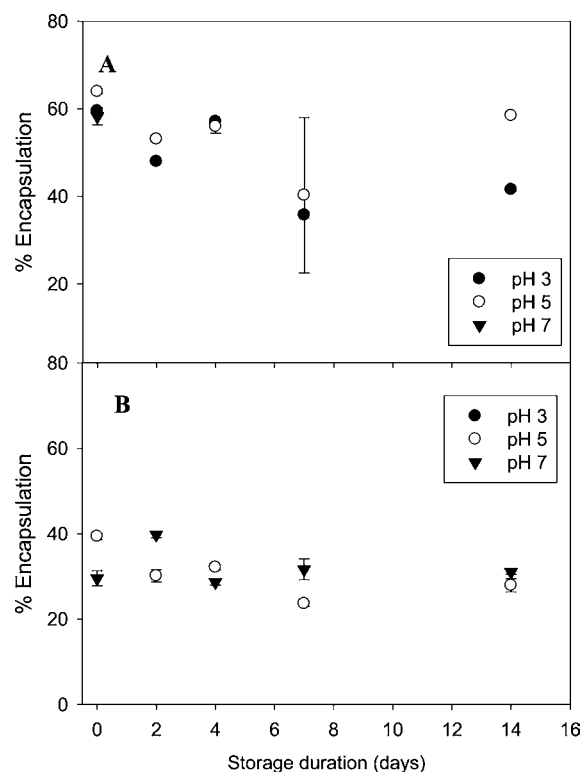 80
A
60
% Encapsulation
40
20
pH 3
pH 5
pH 7
80
B
pH 3
pH 5
pH 7
60
% Encapsulation
40
20
0
0 2 4 6 8 10 12 14 16
Storage duration (days)